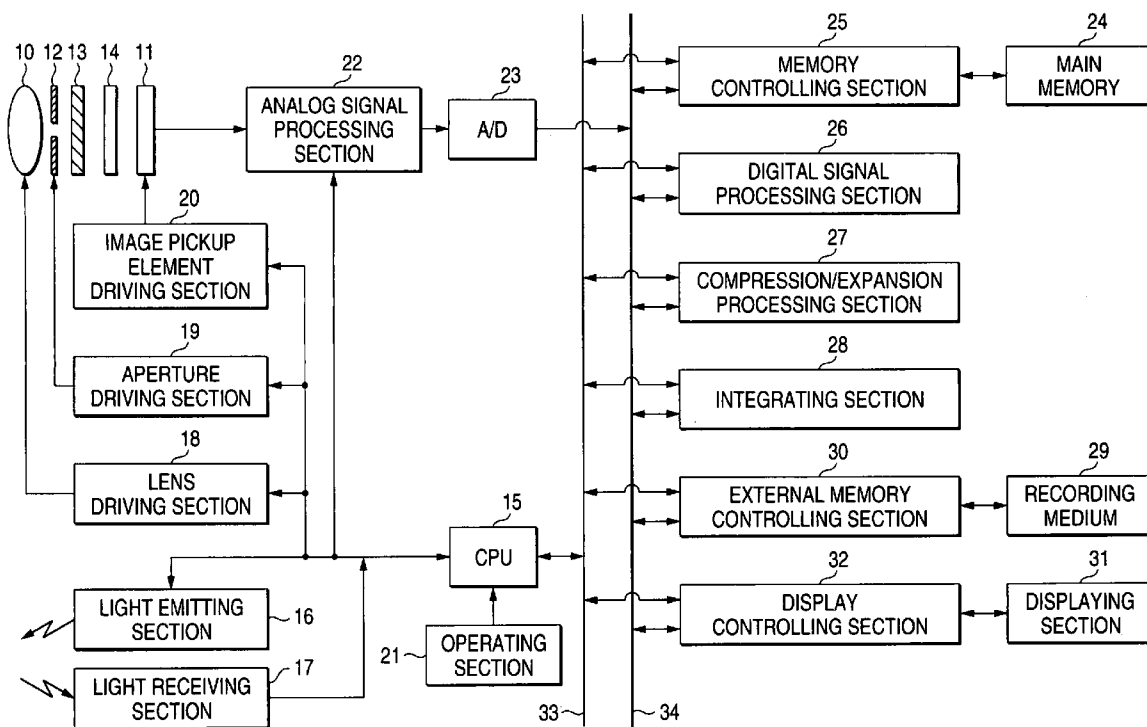 10
12
13
14
11
22
ANALOG SIGNAL
PROCESSING
SECTION
23
A/D
25
MEMORY
CONTROLLING SECTION
24
MAIN
MEMORY
26
DIGITAL SIGNAL
PROCESSING SECTION
20
IMAGE PICKUP
ELEMENT
DRIVING SECTION
27
COMPRESSION/EXPANSION
PROCESSING SECTION
19
APERTURE
DRIVING SECTION
28
INTEGRATING SECTION
18
LENS
DRIVING SECTION
30
EXTERNAL MEMORY
CONTROLLING SECTION
29
RECORDING
MEDIUM
15
CPU
32
DISPLAY
CONTROLLING SECTION
31
DISPLAYING
SECTION
LIGHT EMITTING
SECTION
16
21
OPERATING
SECTION
17
LIGHT RECEIVING
SECTION
33
34